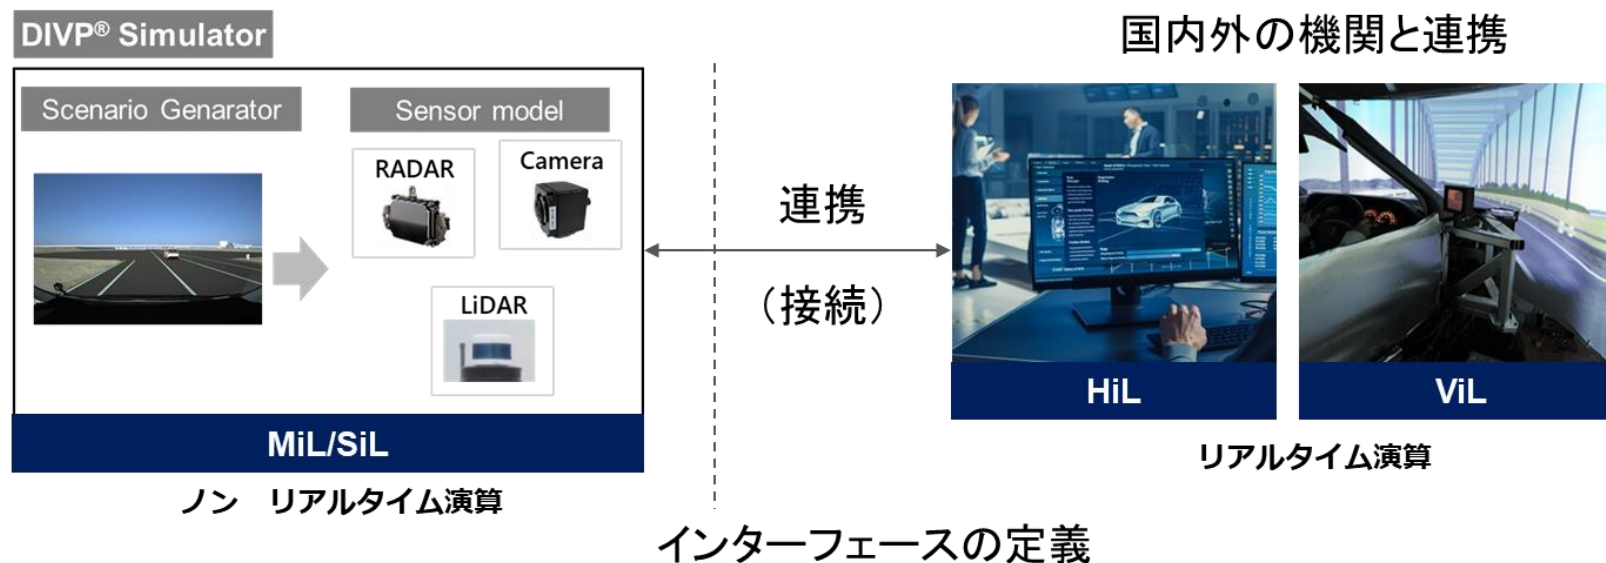 DIVP® Simulator
Scenario Genarator
Sensor model
RADAR
Camera
LiDAR
MiL/SiL
ノン　リアルタイム演算
連携
（接続）
インターフェースの定義
国内外の機関と連携
HiL
ViL
リアルタイム演算